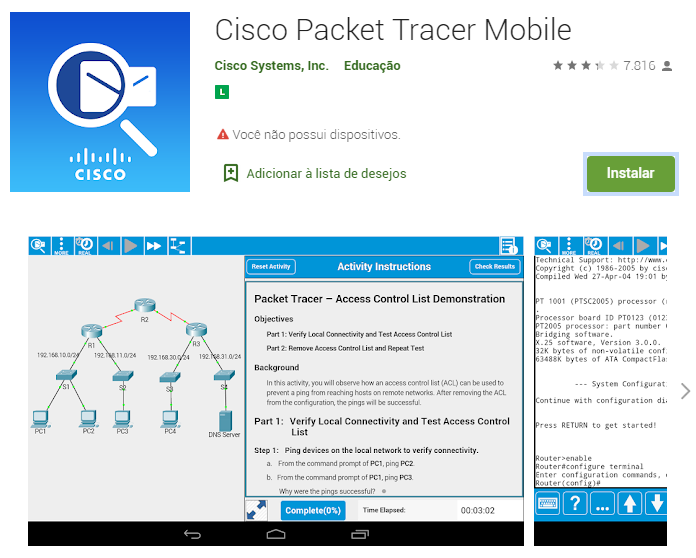 Cisco Packet Tracer Mobile
Cisco Systems, Inc. Educação
7.816
L
Você não possui dispositivos.
Adicionar à lista de desejos
Instalar
CISCO
MORE
REAL
Reset Activity
Activity Instructions
Check Results
Packet Tracer – Access Control List Demonstration
Objectives
Part 1: Verify Local Connectivity and Test Access Control List
Part 2: Remove Access Control List and Repeat Test
Background
In this activity, you will observe how an access control list (ACL) can be used to
prevent a ping from reaching hosts on remote networks. After removing the ACL
from the configuration, the pings will be successful.
Part 1: Verify Local Connectivity and Test Access Control
List
Step 1: Ping devices on the local network to verify connectivity.
a. From the command prompt of PC1, ping PC2.
b. From the command prompt of PC1, ping PC3.
Why were the pings successful?
Complete(0%)
Time Elapsed:
00:03:02
R2
R1
R3
192.168.10.0/24
192.168.11.0/24
192.168.30.0/24
192.168.31.0/24
S1
S2
S3
S4
PC1
PC2
PC3
PC4
DNS Server
MORE
REAL
Technical Support: http://www.
Copyright (c) 1986-2005 by cisc
Compiled Wed 27-Apr-04 19:01 by
PT 1001 (PTSC2005) processor (
.
Processor board ID PT0123 (012
PT2005 processor: part number
Bridging software.
X.25 software, Version 3.0.0.
32K bytes of non-volatile conf
63488K bytes of ATA CompactFlas
--- System Configurat
Continue with configuration dia
Press RETURN to get started!
Router>enable
Router#configure terminal
Enter configuration commands,
Router(config)#
?
...